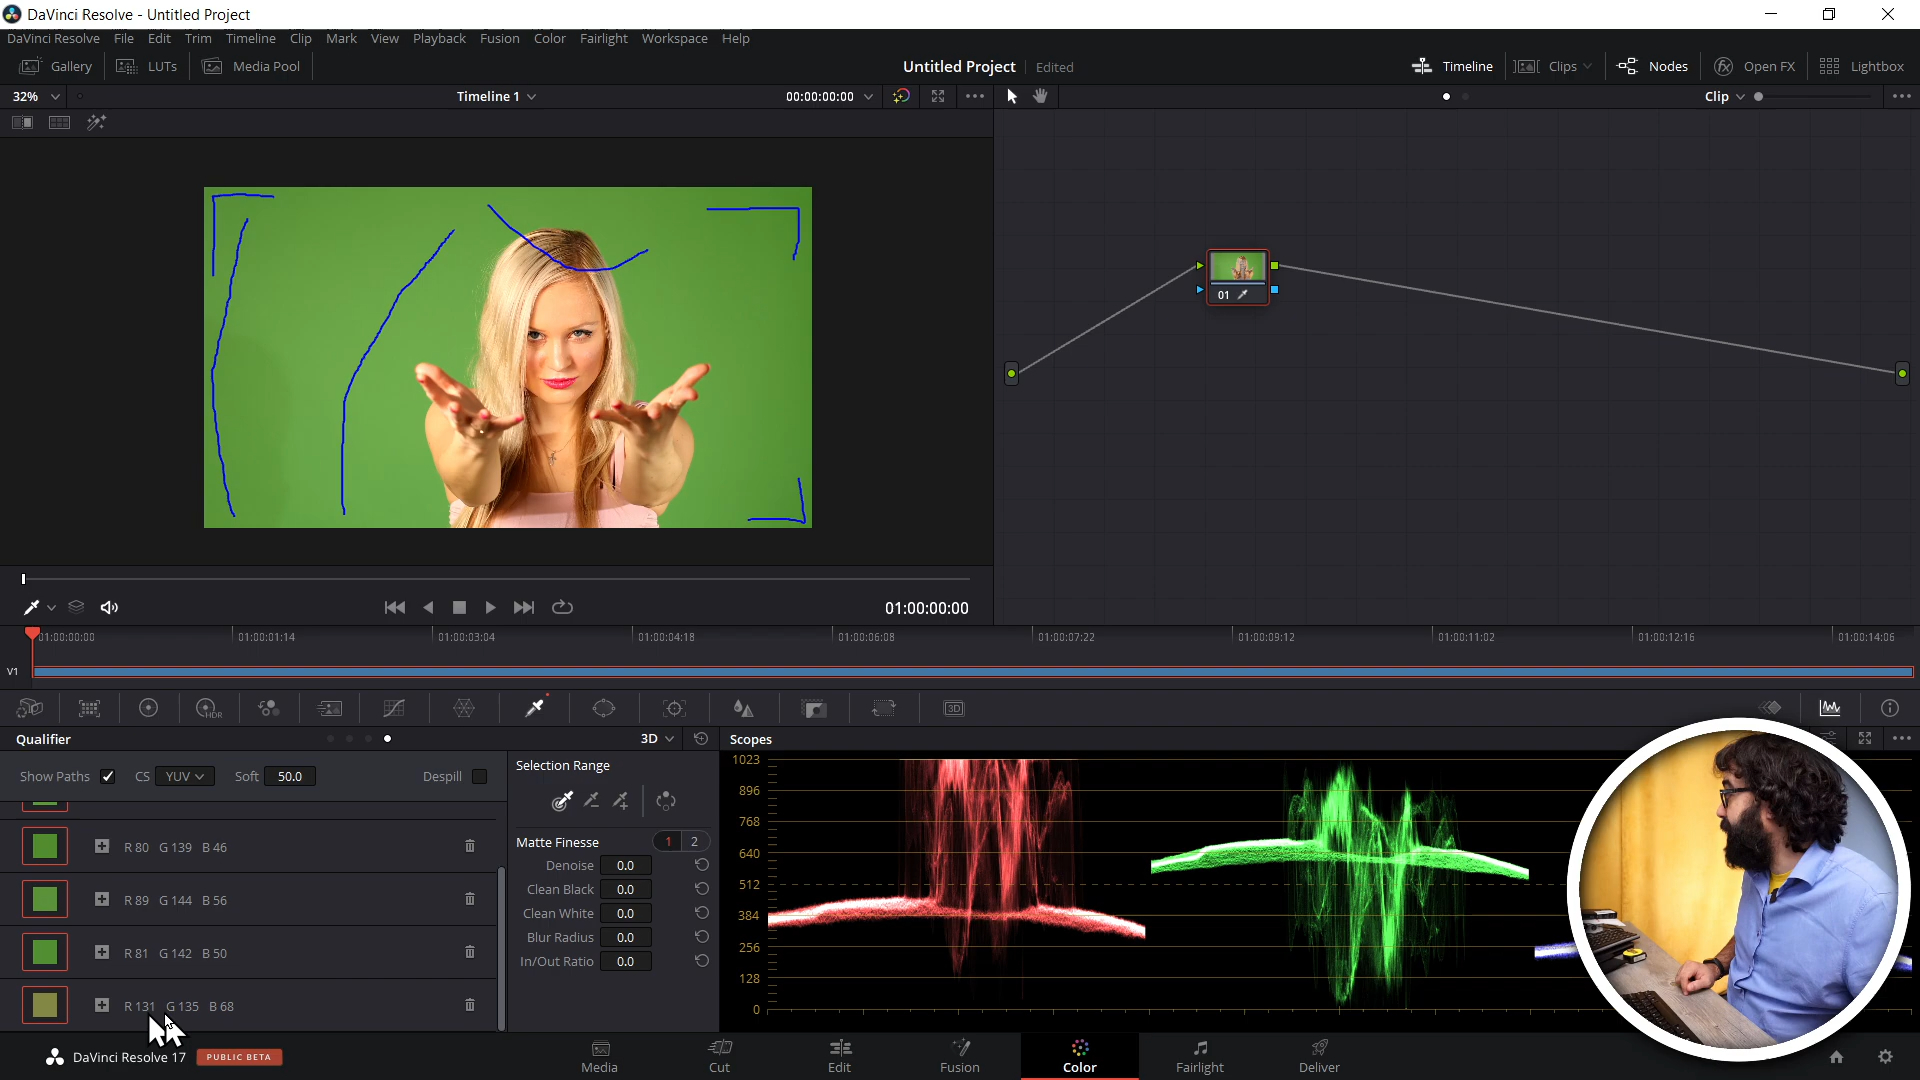 DaVinci Resolve - Untitled Project
DaVinci Resolve File Edit Trim Timeline Clip Mark View Playback Fusion Color Fairlight Workspace Help
Gallery LUTs Media Pool Untitled Project Edited Timeline Clips Nodes Open FX Lightbox
32% Timeline 1 00:00:00:00 Clip
01
01:00:00:00
01:00:00:00 01:00:01:14 01:00:03:04 01:00:04:18 01:00:06:08 01:00:07:22 01:00:09:12 01:00:11:02 01:00:12:16 01:00:14:06
V1
HDR
3D
Qualifier 3D Scopes
Show Paths CS YUV Soft 50.0 Despill
R 80 G 139 B 46
R 89 G 144 B 56
R 81 G 142 B 50
R 131 G 135 B 68
Selection Range
Matte Finesse 1 2
Denoise 0.0
Clean Black 0.0
Clean White 0.0
Blur Radius 0.0
In/Out Ratio 0.0
1023
896
768
640
512
384
256
128
0
DaVinci Resolve 17 PUBLIC BETA
Media Cut Edit Fusion Color Fairlight Deliver